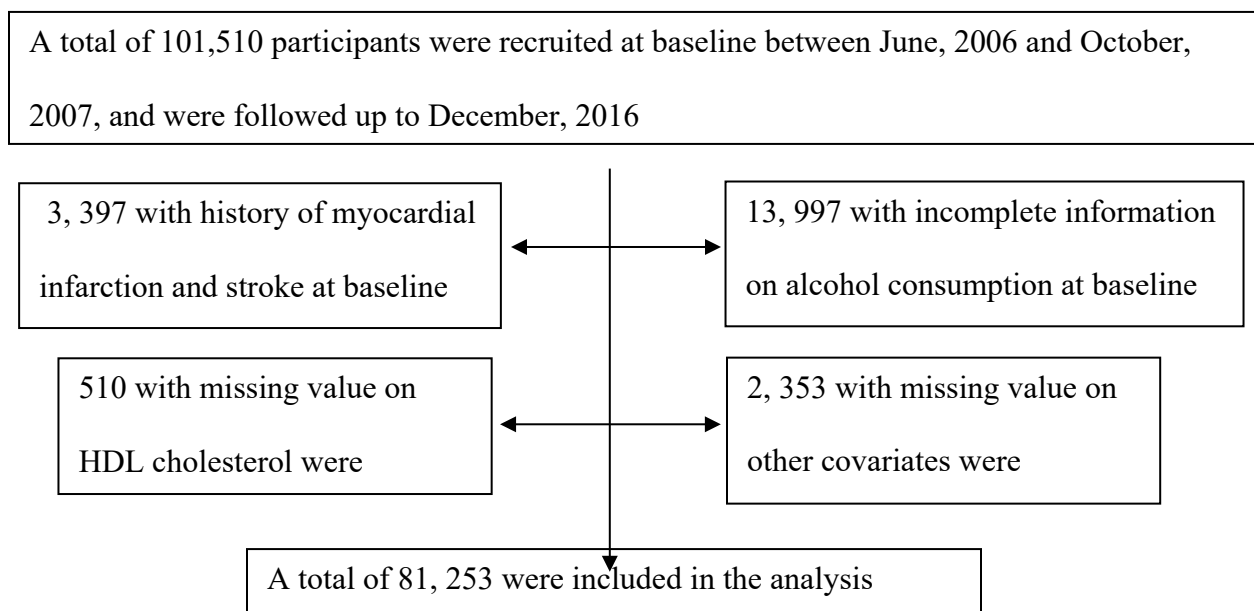 A total of 101,510 participants were recruited at baseline between June, 2006 and October,
2007, and were followed up to December, 2016
3, 397 with history of myocardial
infarction and stroke at baseline
13, 997 with incomplete information
on alcohol consumption at baseline
510 with missing value on
HDL cholesterol were
2, 353 with missing value on
other covariates were
A total of 81, 253 were included in the analysis